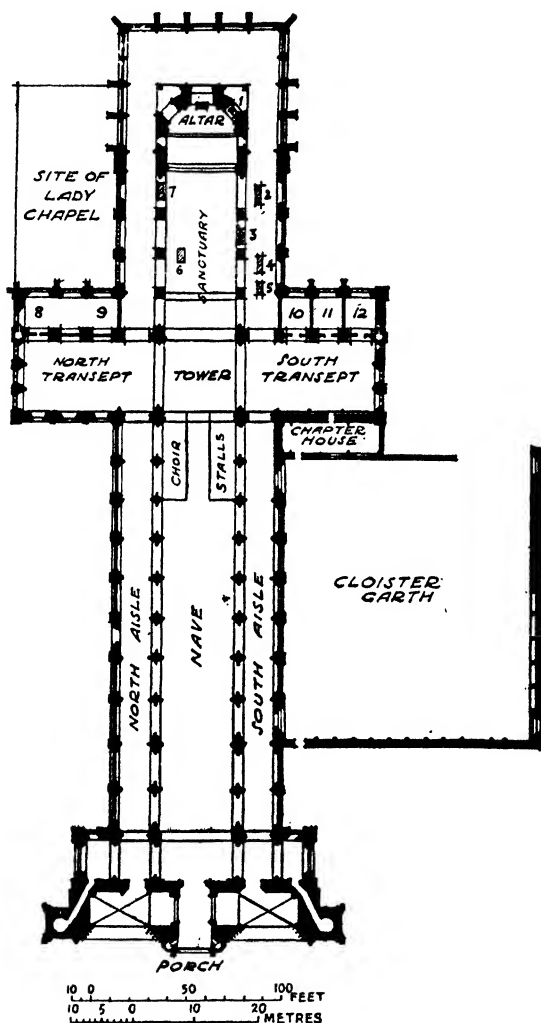 1
ALTAR
SITE OF
LADY
CHAPEL
7
2
SANCTUARY
3
6
4
5
8 9
10 11 12
NORTH
TRANSEPT
TOWER
SOUTH
TRANSEPT
CHAPTER
HOUSE
CHOIR
STALLS
CLOISTER
GARTH
NORTH AISLE
NAVE
SOUTH AISLE
PORCH
10 0 50 100 FEET
10 5 0 10 20
METRES